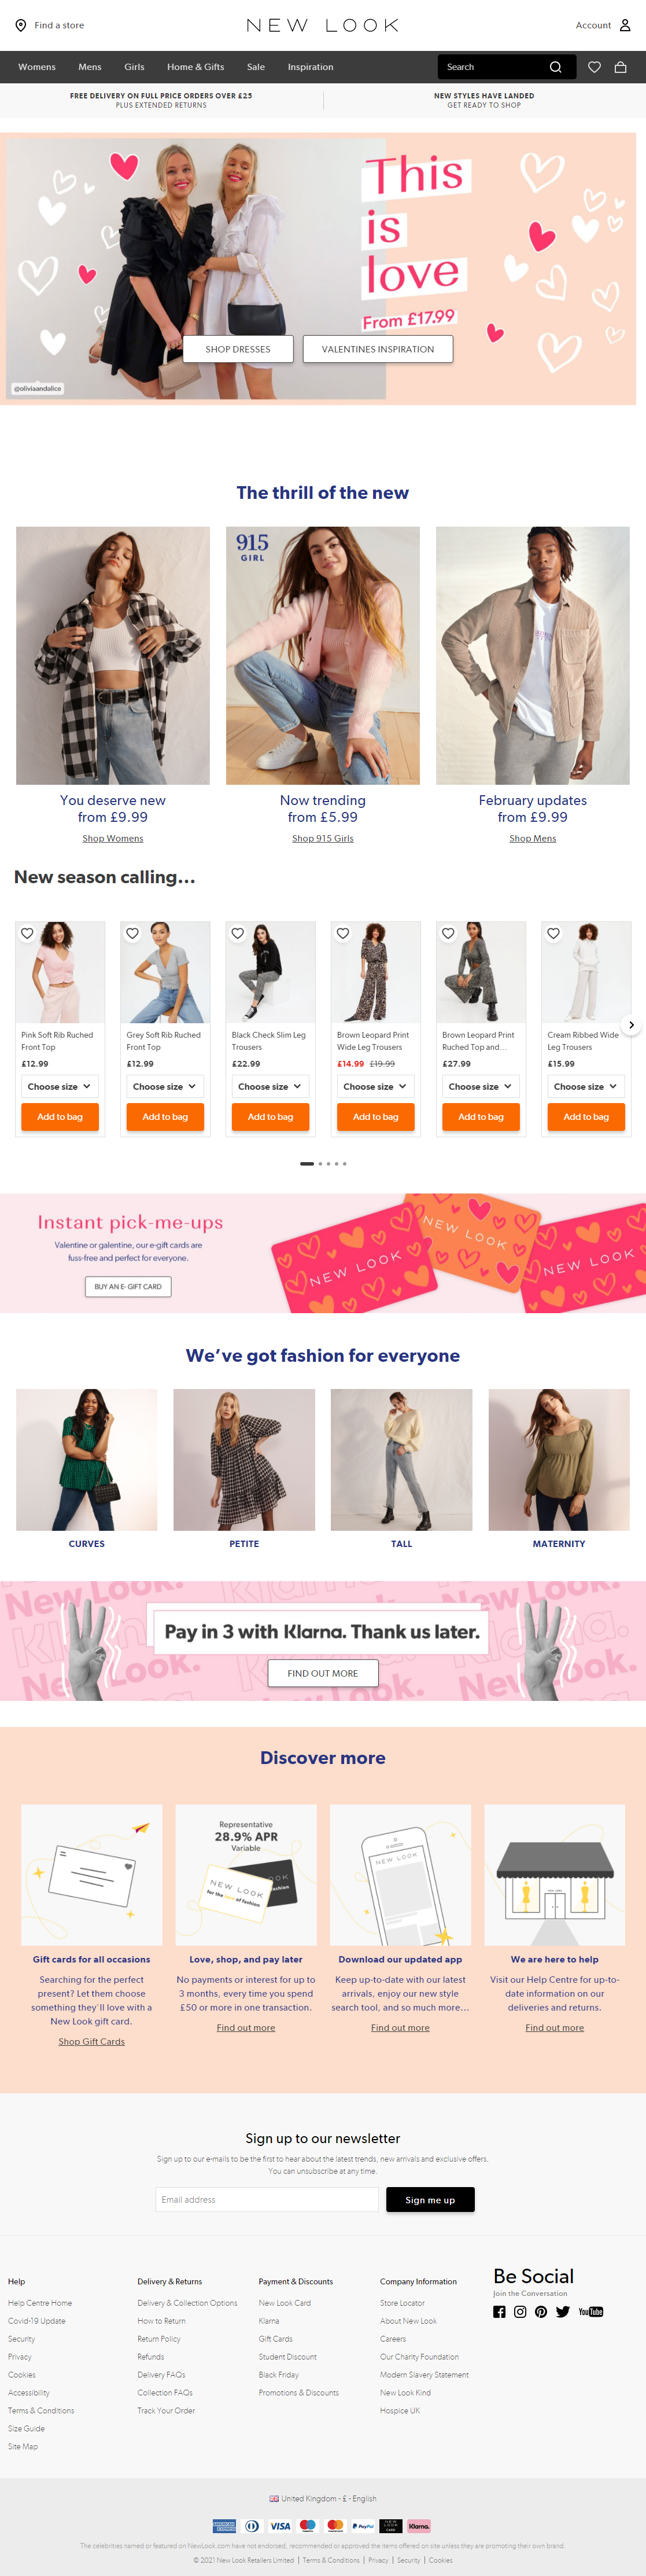 Find a store
NEW LOOK
Account
Womens Mens Girls Home & Gifts Sale Inspiration Search
FREE DELIVERY ON FULL PRICE ORDERS OVER £25
PLUS EXTENDED RETURNS
NEW STYLES HAVE LANDED
GET READY TO SHOP
This
is
love
From £17.99
SHOP DRESSES
VALENTINES INSPIRATION
@oliviaandalice
The thrill of the new
915
GIRL
You deserve new
from £9.99
Shop Womens
Now trending
from £5.99
Shop 915 Girls
February updates
from £9.99
Shop Mens
New season calling...
Pink Soft Rib Ruched
Front Top
£12.99
Choose size
Add to bag
Grey Soft Rib Ruched
Front Top
£12.99
Choose size
Add to bag
Black Check Slim Leg
Trousers
£22.99
Choose size
Add to bag
Brown Leopard Print
Wide Leg Trousers
£14.99 £19.99
Choose size
Add to bag
Brown Leopard Print
Ruched Top and...
£27.99
Choose size
Add to bag
Cream Ribbed Wide
Leg Trousers
£15.99
Choose size
Add to bag
Instant pick-me-ups
Valentine or galentine, our e-gift cards are
fuss-free and perfect for everyone.
BUY AN E- GIFT CARD
NEW LOOK
NEW LOOK
NEW LOOK
We've got fashion for everyone
CURVES
PETITE
TALL
MATERNITY
Pay in 3 with Klarna. Thank us later.
FIND OUT MORE
Discover more
Gift cards for all occasions
Searching for the perfect
present? Let them choose
something they'll love with a
New Look gift card.
Shop Gift Cards
Representative
28.9% APR
Variable
NEW LOOK
for the love of fashion
fashion
Love, shop, and pay later
No payments or interest for up to
3 months, every time you spend
£50 or more in one transaction.
Find out more
NEW LOOK
Download our updated app
Keep up-to-date with our latest
arrivals, enjoy our new style
search tool, and so much more...
Find out more
We are here to help
Visit our Help Centre for up-to-
date information on our
deliveries and returns.
Find out more
Sign up to our newsletter
Sign up to our e-mails to be the first to hear about the latest trends, new arrivals and exclusive offers.
You can unsubscribe at any time.
Email address
Sign me up
Help
Help Centre Home
Covid-19 Update
Security
Privacy
Cookies
Accessibility
Terms & Conditions
Size Guide
Site Map
Delivery & Returns
Delivery & Collection Options
How to Return
Return Policy
Refunds
Delivery FAQs
Collection FAQs
Track Your Order
Payment & Discounts
New Look Card
Klarna
Gift Cards
Student Discount
Black Friday
Promotions & Discounts
Company Information
Store Locator
About New Look
Careers
Our Charity Foundation
Modern Slavery Statement
New Look Kind
Hospice UK
Be Social
Join the Conversation
You Tube
United Kingdom - £ - English
VISA
PayPal
Klarna.
The celebrities named or featured on NewLook.com have not endorsed, recommended or approved the items offered on site unless they are promoting their own brand.
© 2021 New Look Retailers Limited | Terms & Conditions | Privacy | Security | Cookies